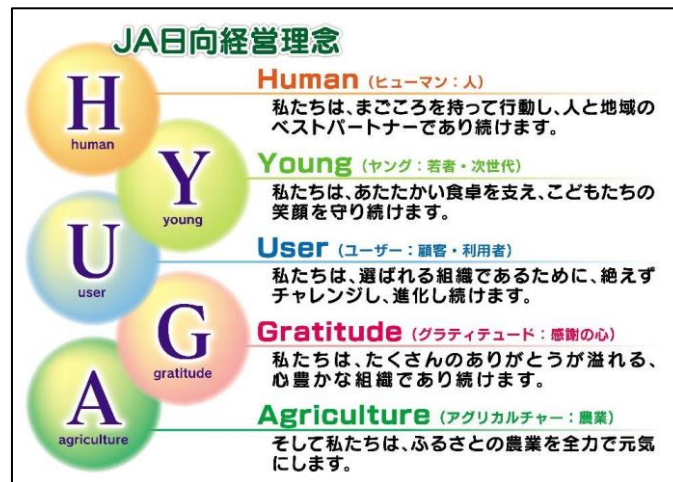 JA日向経営理念
H
human
Human（ヒューマン：人）
私たちは、まごころを持って行動し、人と地域の
ベストパートナーであり続けます。
Y
young
Young（ヤング：若者・次世代）
私たちは、あたたかい食卓を支え、こどもたちの
笑顔を守り続けます。
U
user
User（ユーザー：顧客・利用者）
私たちは、選ばれる組織であるために、絶えず
チャレンジし、進化し続けます。
G
gratitude
Gratitude（グラティテュード：感謝の心）
私たちは、たくさんのありがとうが溢れる、
心豊かな組織であり続けます。
A
agriculture
Agriculture（アグリカルチャー：農業）
そして私たちは、ふるさとの農業を全力で元気
にします。